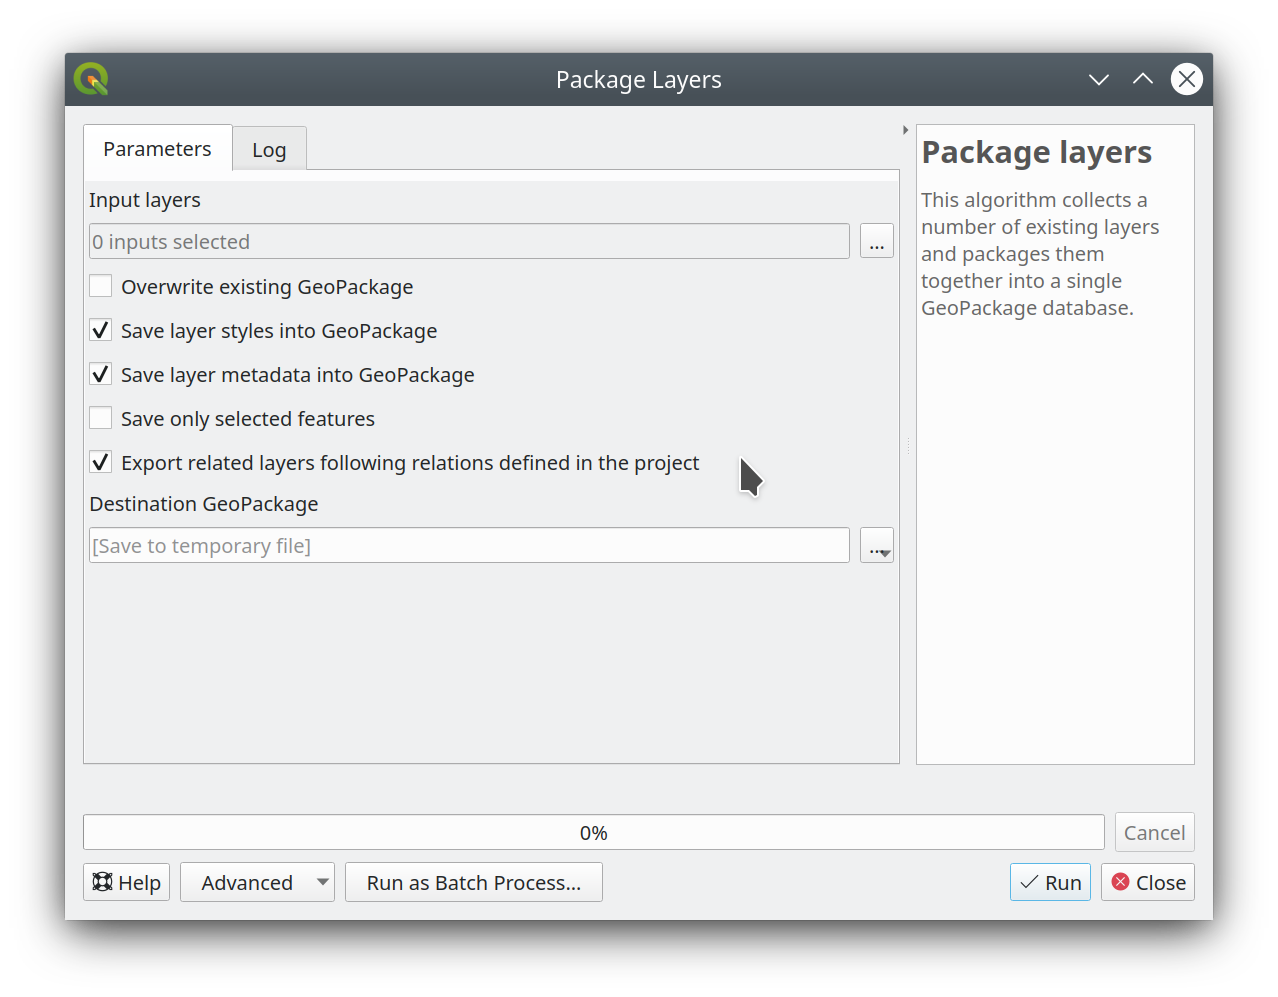 Package Layers
Parameters
Log
Input layers
0 inputs selected
...
Overwrite existing GeoPackage
Save layer styles into GeoPackage
Save layer metadata into GeoPackage
Save only selected features
Export related layers following relations defined in the project
Destination GeoPackage
[Save to temporary file]
...
Package layers
This algorithm collects a
number of existing layers
and packages them
together into a single
GeoPackage database.
0%
Cancel
Help
Advanced
Run as Batch Process...
Run
Close